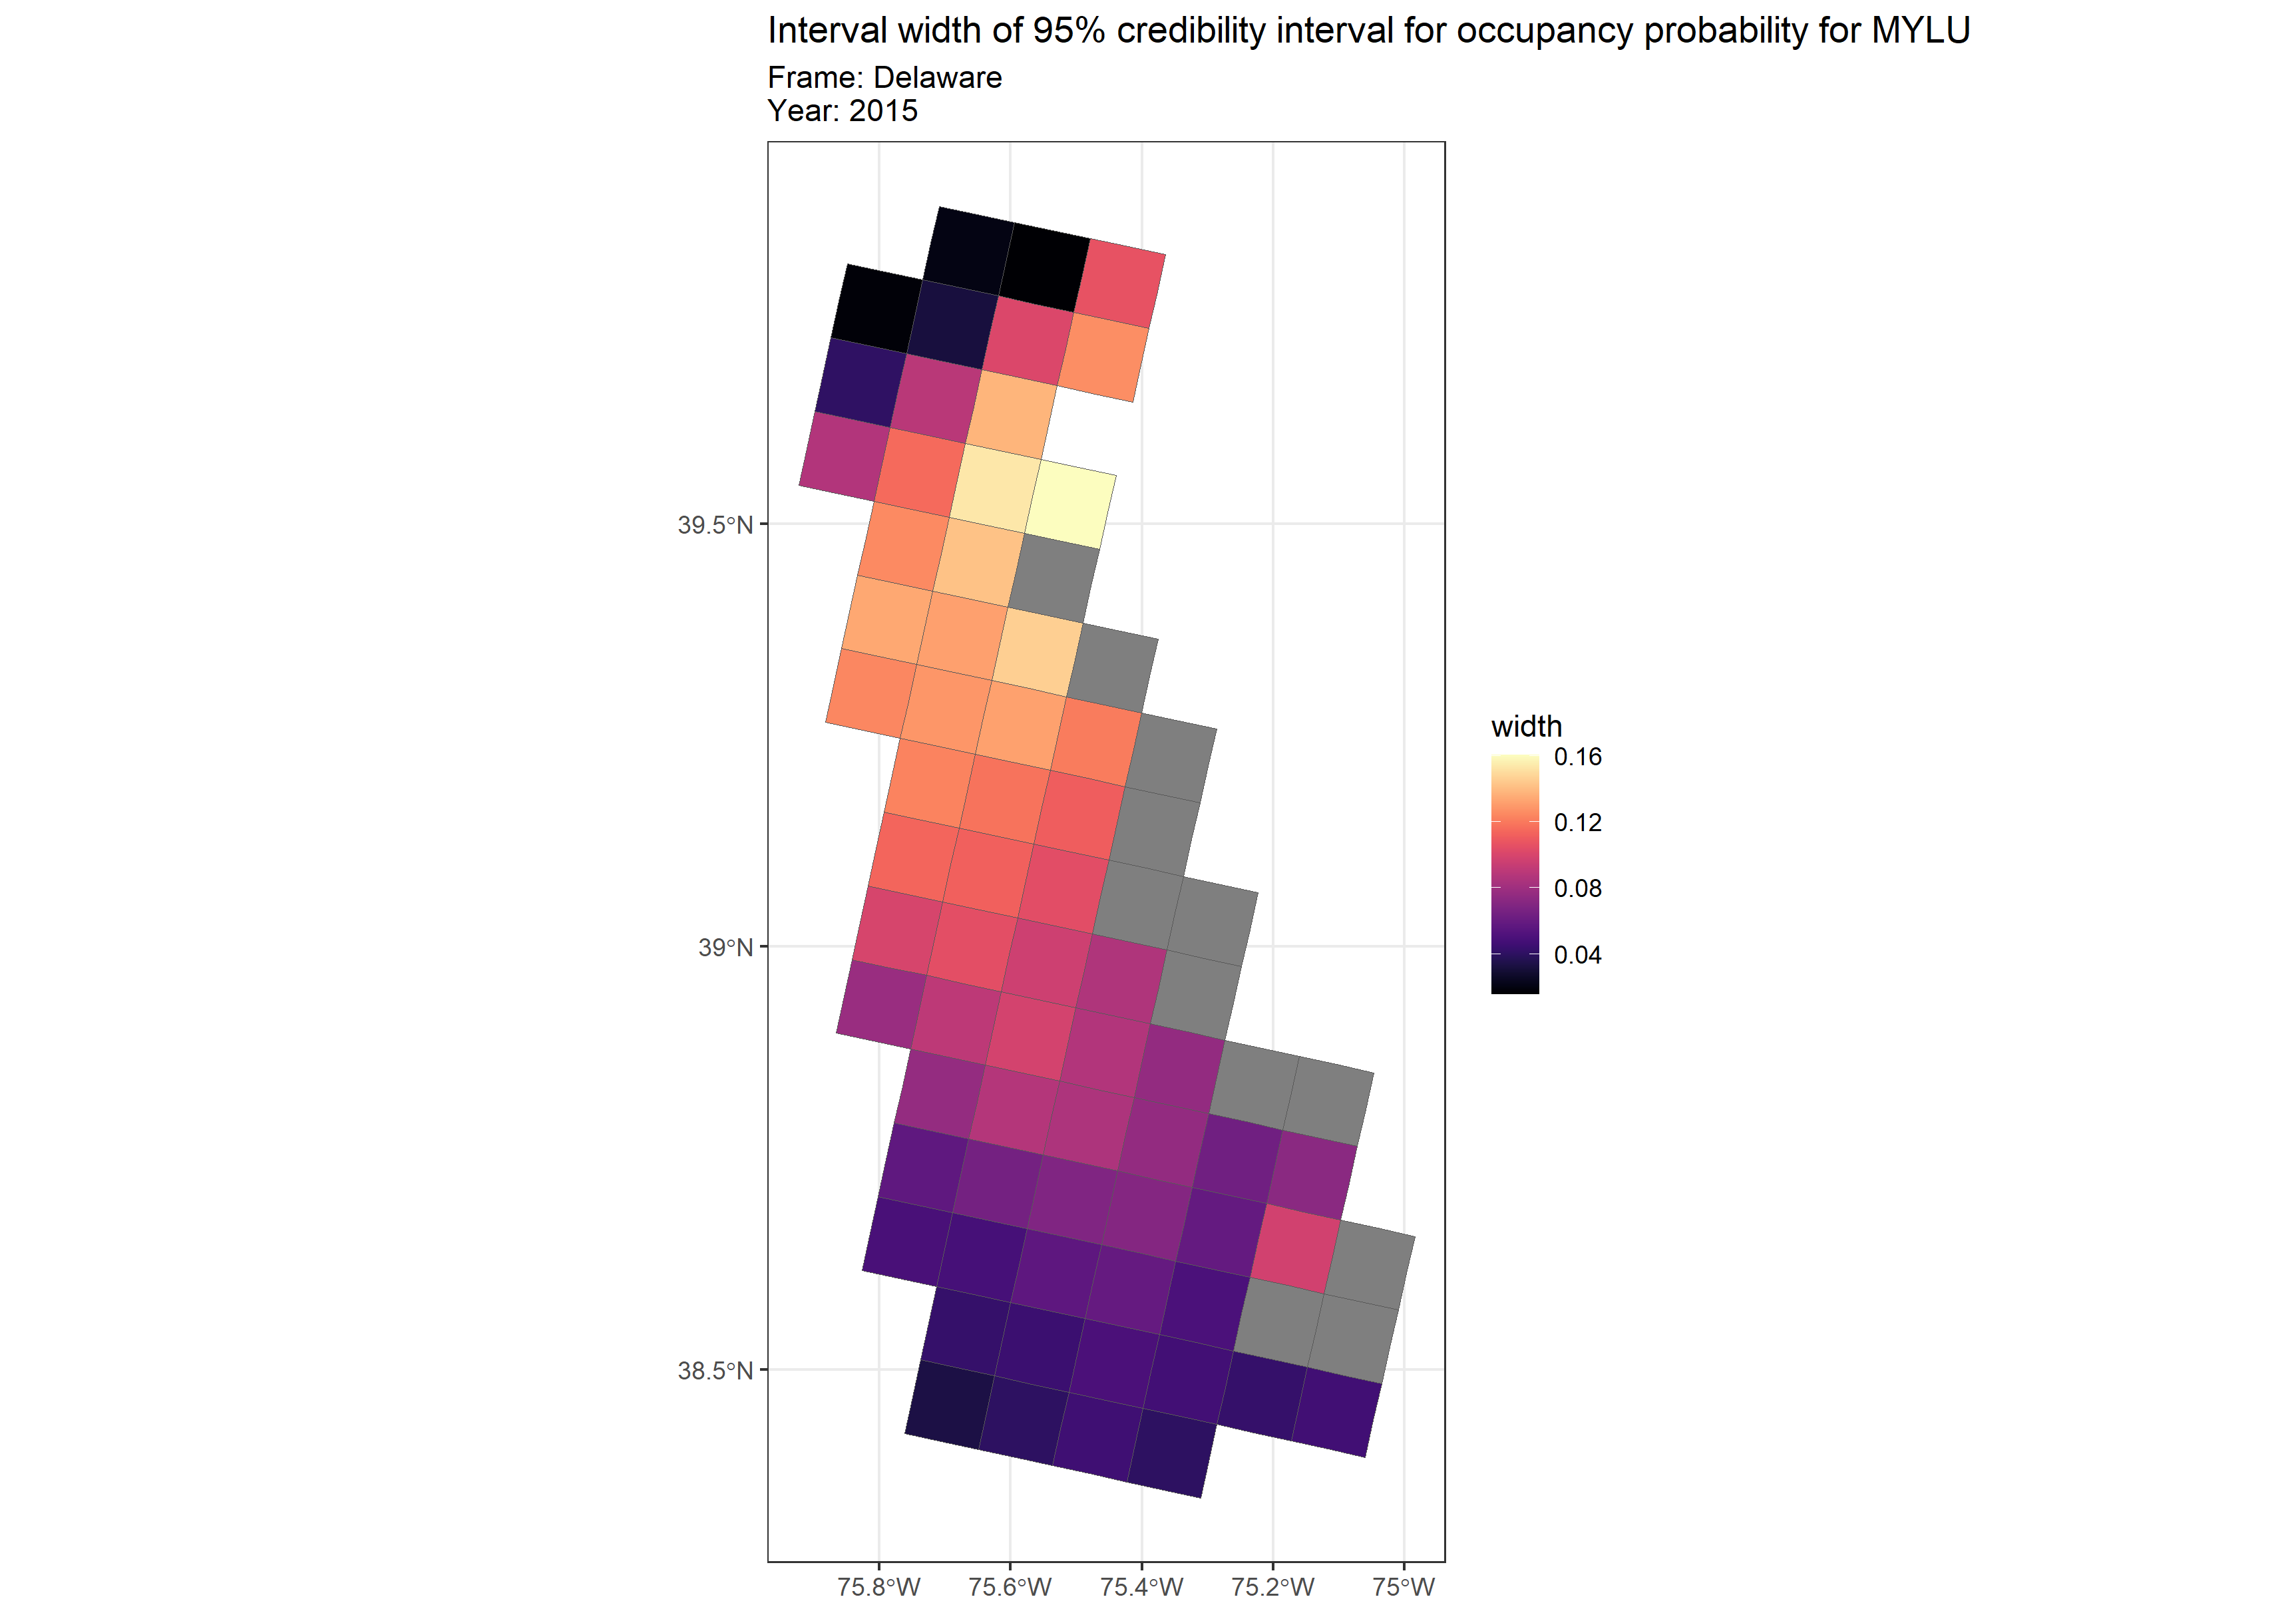 Interval width of 95% credibility interval for occupancy probability for MYLU
Frame: Delaware
Year: 2015
39.5°N
39°N
38.5°N
75.8°W
75.6°W
75.4°W
75.2°W
75°W
width
0.16
0.12
0.08
0.04